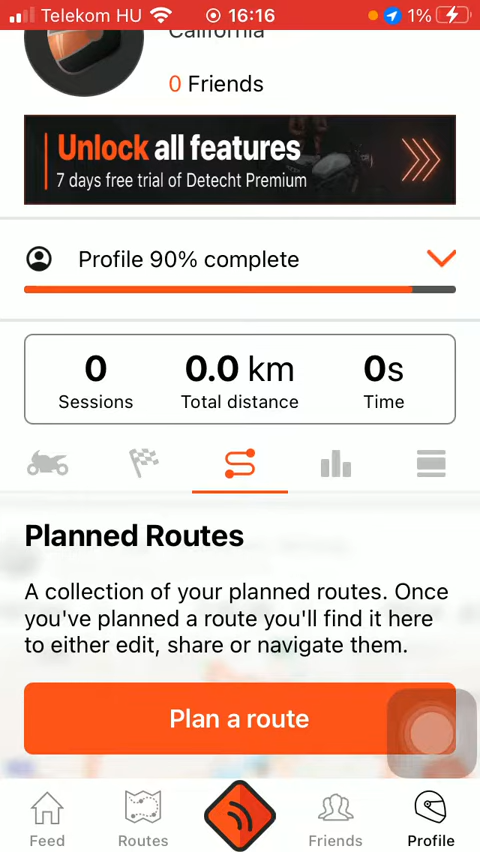 Telekom HU 16:16 1%
California
0 Friends
Unlock all features
7 days free trial of Detecht Premium
Profile 90% complete
0 0.0 km 0s
Sessions Total distance Time
Planned Routes
A collection of your planned routes. Once
you've planned a route you'll find it here
to either edit, share or navigate them.
Plan a route
Feed Routes Friends Profile